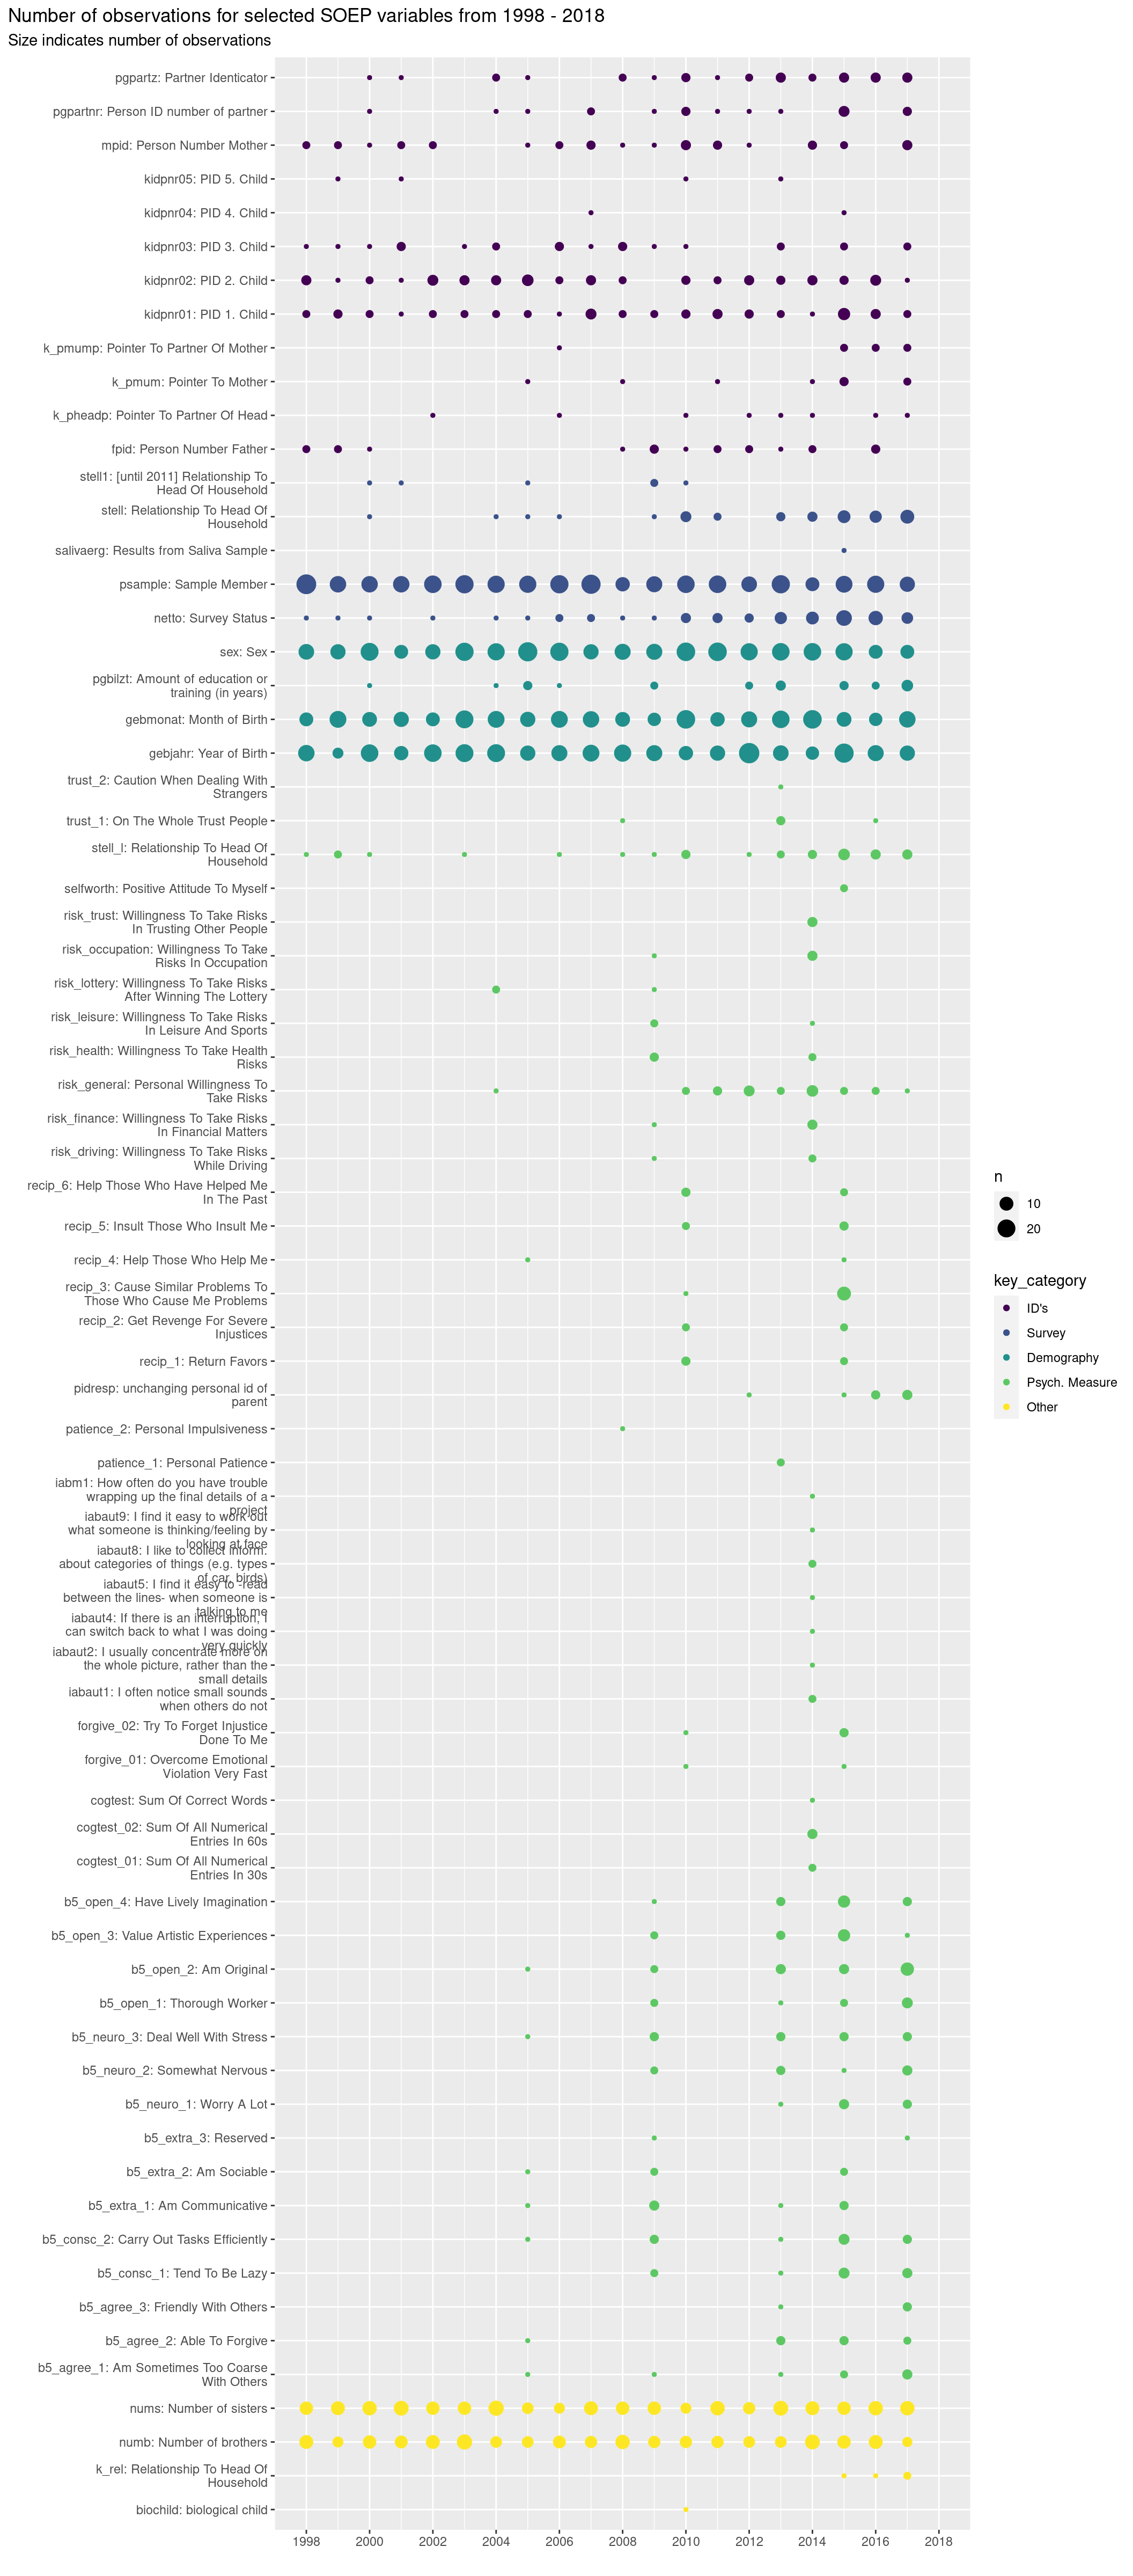 Number of observations for selected SOEP variables from 1998 - 2018
Size indicates number of observations
pgpartz: Partner Identicator
pgpartnr: Person ID number of partner
mpid: Person Number Mother
kidpnr05: PID 5. Child
kidpnr04: PID 4. Child
kidpnr03: PID 3. Child
kidpnr02: PID 2. Child
kidpnr01: PID 1. Child
k_pmump: Pointer To Partner Of Mother
k_pmum: Pointer To Mother
k_pheadp: Pointer To Partner Of Head
fpid: Person Number Father
stell1: [until 2011] Relationship To
Head Of Household
stell: Relationship To Head Of
Household
salivaerg: Results from Saliva Sample
psample: Sample Member
netto: Survey Status
sex: Sex
pgbilzt: Amount of education or
training (in years)
gebmonat: Month of Birth
gebjahr: Year of Birth
trust_2: Caution When Dealing With
Strangers
trust_1: On The Whole Trust People
stell_l: Relationship To Head Of
Household
selfworth: Positive Attitude To Myself
risk_trust: Willingness To Take Risks
In Trusting Other People
risk_occupation: Willingness To Take
Risks In Occupation
risk_lottery: Willingness To Take Risks
After Winning The Lottery
risk_leisure: Willingness To Take Risks
In Leisure And Sports
risk_health: Willingness To Take Health
Risks
risk_general: Personal Willingness To
Take Risks
risk_finance: Willingness To Take Risks
In Financial Matters
risk_driving: Willingness To Take Risks
While Driving
recip_6: Help Those Who Have Helped Me
In The Past
recip_5: Insult Those Who Insult Me
recip_4: Help Those Who Help Me
recip_3: Cause Similar Problems To
Those Who Cause Me Problems
recip_2: Get Revenge For Severe
Injustices
recip_1: Return Favors
pidresp: unchanging personal id of
parent
patience_2: Personal Impulsiveness
patience_1: Personal Patience
iabm1: How often do you have trouble
wrapping up the final details of a
project
iabaut9: I find it easy to work out
what someone is thinking/feeling by
looking at face
iabaut8: I like to collect inform.
about categories of things (e.g. types
of car, birds)
iabaut5: I find it easy to -read
between the lines- when someone is
talking to me
iabaut4: If there is an interruption, I
can switch back to what I was doing
very quickly
iabaut2: I usually concentrate more on
the whole picture, rather than the
small details
iabaut1: I often notice small sounds
when others do not
forgive_02: Try To Forget Injustice
Done To Me
forgive_01: Overcome Emotional
Violation Very Fast
cogtest: Sum Of Correct Words
cogtest_02: Sum Of All Numerical
Entries In 60s
cogtest_01: Sum Of All Numerical
Entries In 30s
b5_open_4: Have Lively Imagination
b5_open_3: Value Artistic Experiences
b5_open_2: Am Original
b5_open_1: Thorough Worker
b5_neuro_3: Deal Well With Stress
b5_neuro_2: Somewhat Nervous
b5_neuro_1: Worry A Lot
b5_extra_3: Reserved
b5_extra_2: Am Sociable
b5_extra_1: Am Communicative
b5_consc_2: Carry Out Tasks Efficiently
b5_consc_1: Tend To Be Lazy
b5_agree_3: Friendly With Others
b5_agree_2: Able To Forgive
b5_agree_1: Am Sometimes Too Coarse
With Others
nums: Number of sisters
numb: Number of brothers
k_rel: Relationship To Head Of
Household
biochild: biological child
1998 2000 2002 2004 2006 2008 2010 2012 2014 2016 2018
n
10
20
key_category
ID's
Survey
Demography
Psych. Measure
Other